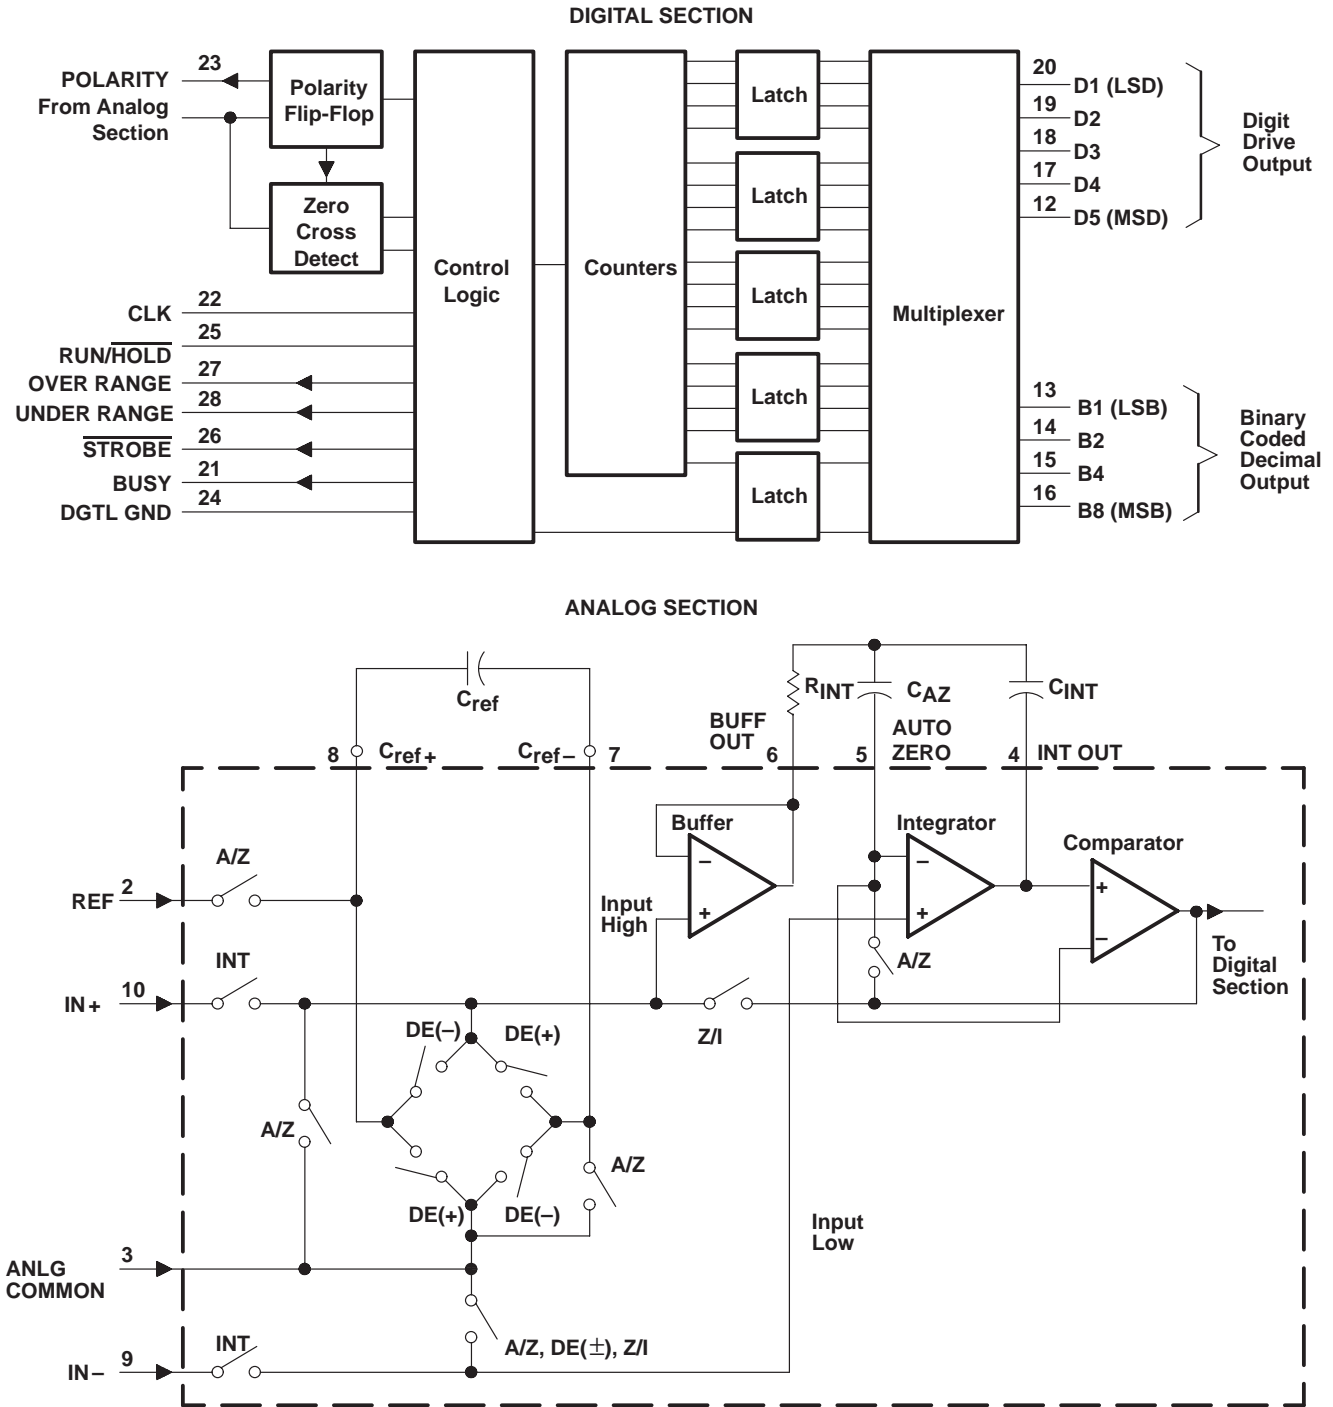 DIGITAL SECTION
23
POLARITY
From Analog
Section
Polarity
Flip-Flop
Zero
Cross
Detect
22
CLK
25
RUN/HOLD
27
OVER RANGE
28
UNDER RANGE
26
STROBE
21
BUSY
24
DGTL GND
Control
Logic
Counters
Latch
Latch
Latch
Latch
Latch
Multiplexer
20
D1 (LSD)
19
D2
18
D3
17
D4
12
D5 (MSD)
Digit
Drive
Output
13
B1 (LSB)
14
B2
15
B4
16
B8 (MSB)
Binary
Coded
Decimal
Output
ANALOG SECTION
Cref
RINT
CAZ
CINT
8
Cref+
Cref–
7
BUFF
OUT
6
5
AUTO
ZERO
4
INT OUT
Buffer
–
+
Integrator
–
+
Comparator
+
–
A/Z
REF
2
Input
High
INT
IN+
10
A/Z
To
Digital
Section
Z/I
DE(–)
DE(+)
A/Z
A/Z
DE(+)
DE(–)
Input
Low
3
ANLG
COMMON
INT
A/Z, DE(±), Z/I
9
IN–